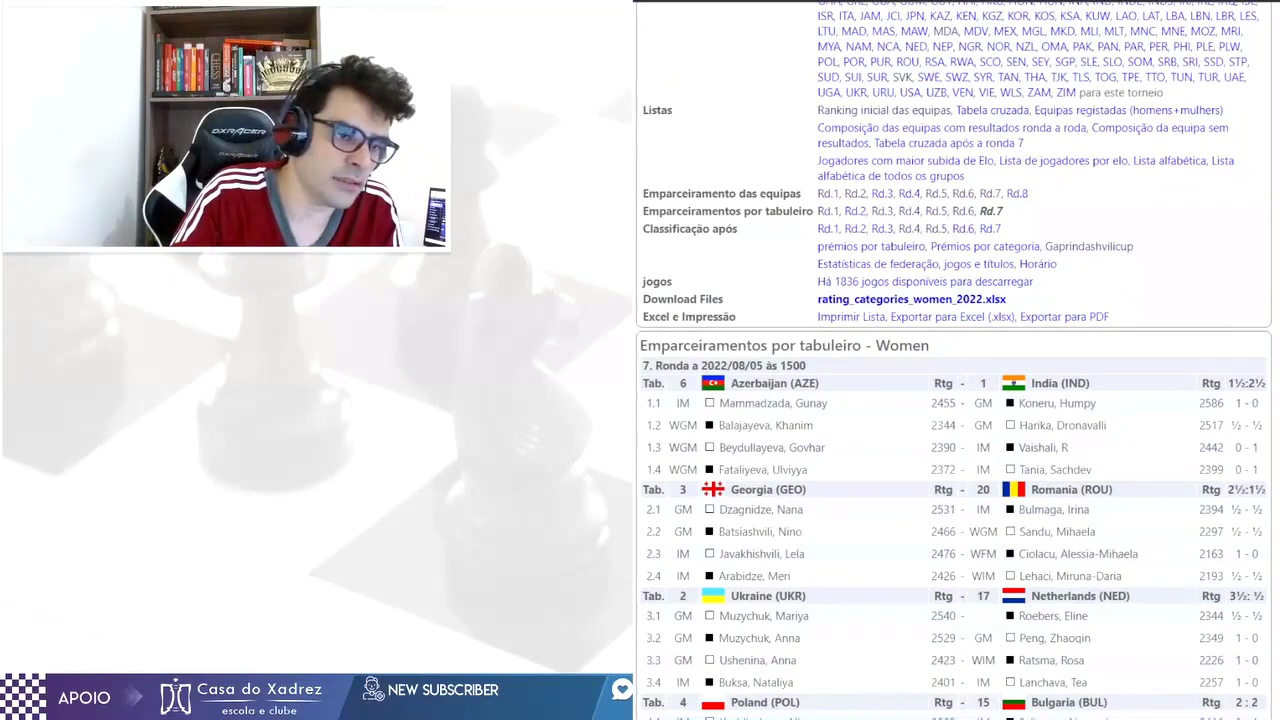 ISR, ITA, JAM, JCI, JPN, KAZ, KEN, KGZ, KOR, KOS, KSA, KUW, LAO, LAT, LBA, LBN, LBR, LES,
LTU, MAD, MAS, MAW, MDA, MDV, MEX, MGL, MKD, MLI, MLT, MNC, MNE, MOZ, MRI,
MYA, NAM, NCA, NED, NEP, NGR, NOR, NZL, OMA, PAK, PAN, PAR, PER, PHI, PLE, PLW,
POL, POR, PUR, ROU, RSA, RWA, SCO, SEN, SEY, SGP, SLE, SLO, SOM, SRB, SRI, SSD, STP,
SUD, SUI, SUR, SVK, SWE, SWZ, SYR, TAN, THA, TJK, TLS, TOG, TPE, TTO, TUN, TUR, UAE,
UGA, UKR, URU, USA, UZB, VEN, VIE, WLS, ZAM, ZIM para este torneio
Listas Ranking inicial das equipas, Tabela cruzada, Equipas registadas (homens+mulhers)
Composição das equipas com resultados ronda a roda, Composição da equipa sem
resultados, Tabela cruzada após a ronda 7
Jogadores com maior subida de Elo, Lista de jogadores por elo, Lista alfabética, Lista
alfabética de todos os grupos
Emparceiramento das equipas Rd.1, Rd.2, Rd.3, Rd.4, Rd.5, Rd.6, Rd.7, Rd.8
Emparceiramentos por tabuleiro Rd.1, Rd.2, Rd.3, Rd.4, Rd.5, Rd.6, Rd.7
Classificação após Rd.1, Rd.2, Rd.3, Rd.4, Rd.5, Rd.6, Rd.7
prémios por tabuleiro, Prémios por categoria, Gaprindashvilicup
Estatísticas de federação, jogos e títulos, Horário
jogos Há 1836 jogos disponíveis para descarregar
Download Files rating_categories_women_2022.xlsx
Excel e Impressão Imprimir Lista, Exportar para Excel (.xlsx), Exportar para PDF
Emparceiramentos por tabuleiro - Women
7. Ronda a 2022/08/05 às 1500
Tab. 6 Azerbaijan (AZE) Rtg - 1 India (IND) Rtg 1½:2½
1.1 IM Mammadzada, Gunay 2455 - GM Koneru, Humpy 2586 1 - 0
1.2 WGM Balajayeva, Khanim 2344 - GM Harika, Dronavalli 2517 ½ - ½
1.3 WGM Beydullayeva, Govhar 2390 - IM Vaishali, R 2442 0 - 1
1.4 WGM Fataliyeva, Ulviyya 2372 - IM Tania, Sachdev 2399 0 - 1
Tab. 3 Georgia (GEO) Rtg - 20 Romania (ROU) Rtg 2½:1½
2.1 GM Dzagnidze, Nana 2531 - IM Bulmaga, Irina 2394 ½ - ½
2.2 GM Batsiashvili, Nino 2466 - WGM Sandu, Mihaela 2297 ½ - ½
2.3 IM Javakhishvili, Lela 2476 - WFM Ciolacu, Alessia-Mihaela 2163 1 - 0
2.4 IM Arabidze, Meri 2426 - WIM Lehaci, Miruna-Daria 2193 ½ - ½
Tab. 2 Ukraine (UKR) Rtg - 17 Netherlands (NED) Rtg 3½: ½
3.1 GM Muzychuk, Mariya 2540 - Roebers, Eline 2344 ½ - ½
3.2 GM Muzychuk, Anna 2529 - GM Peng, Zhaoqin 2349 1 - 0
3.3 GM Ushenina, Anna 2423 - WIM Ratsma, Rosa 2226 1 - 0
3.4 IM Buksa, Nataliya 2401 - IM Lanchava, Tea 2257 1 - 0
Tab. 4 Poland (POL) Rtg - 15 Bulgaria (BUL) Rtg 2 : 2
DXRACER
DXRACER
CHESS
APOIO
Casa do Xadrez
escola e clube
NEW SUBSCRIBER